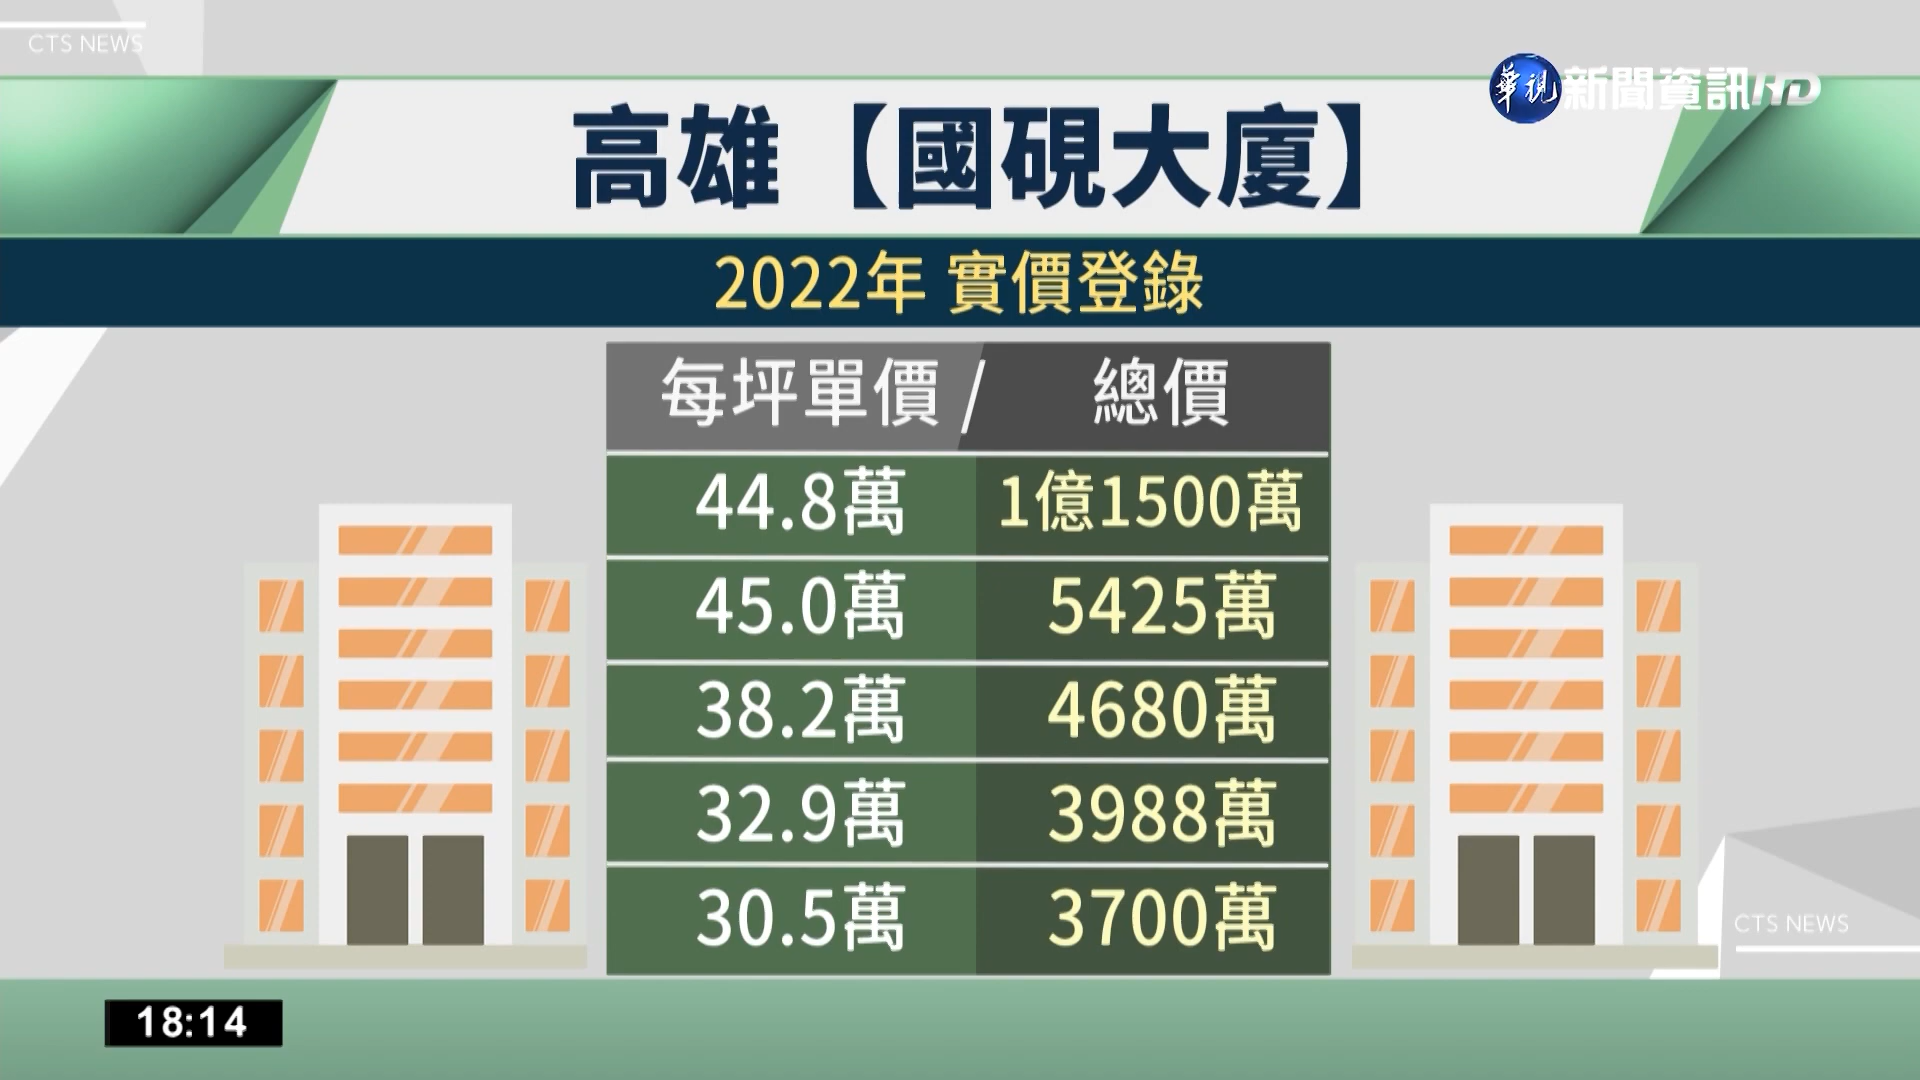 CTS NEWS
華視 新聞資訊HD
高雄【國硯大廈】
2022年 實價登錄
每坪單價 / 總價
44.8萬 1億1500萬
45.0萬 5425萬
38.2萬 4680萬
32.9萬 3988萬
30.5萬 3700萬
CTS NEWS
18:14